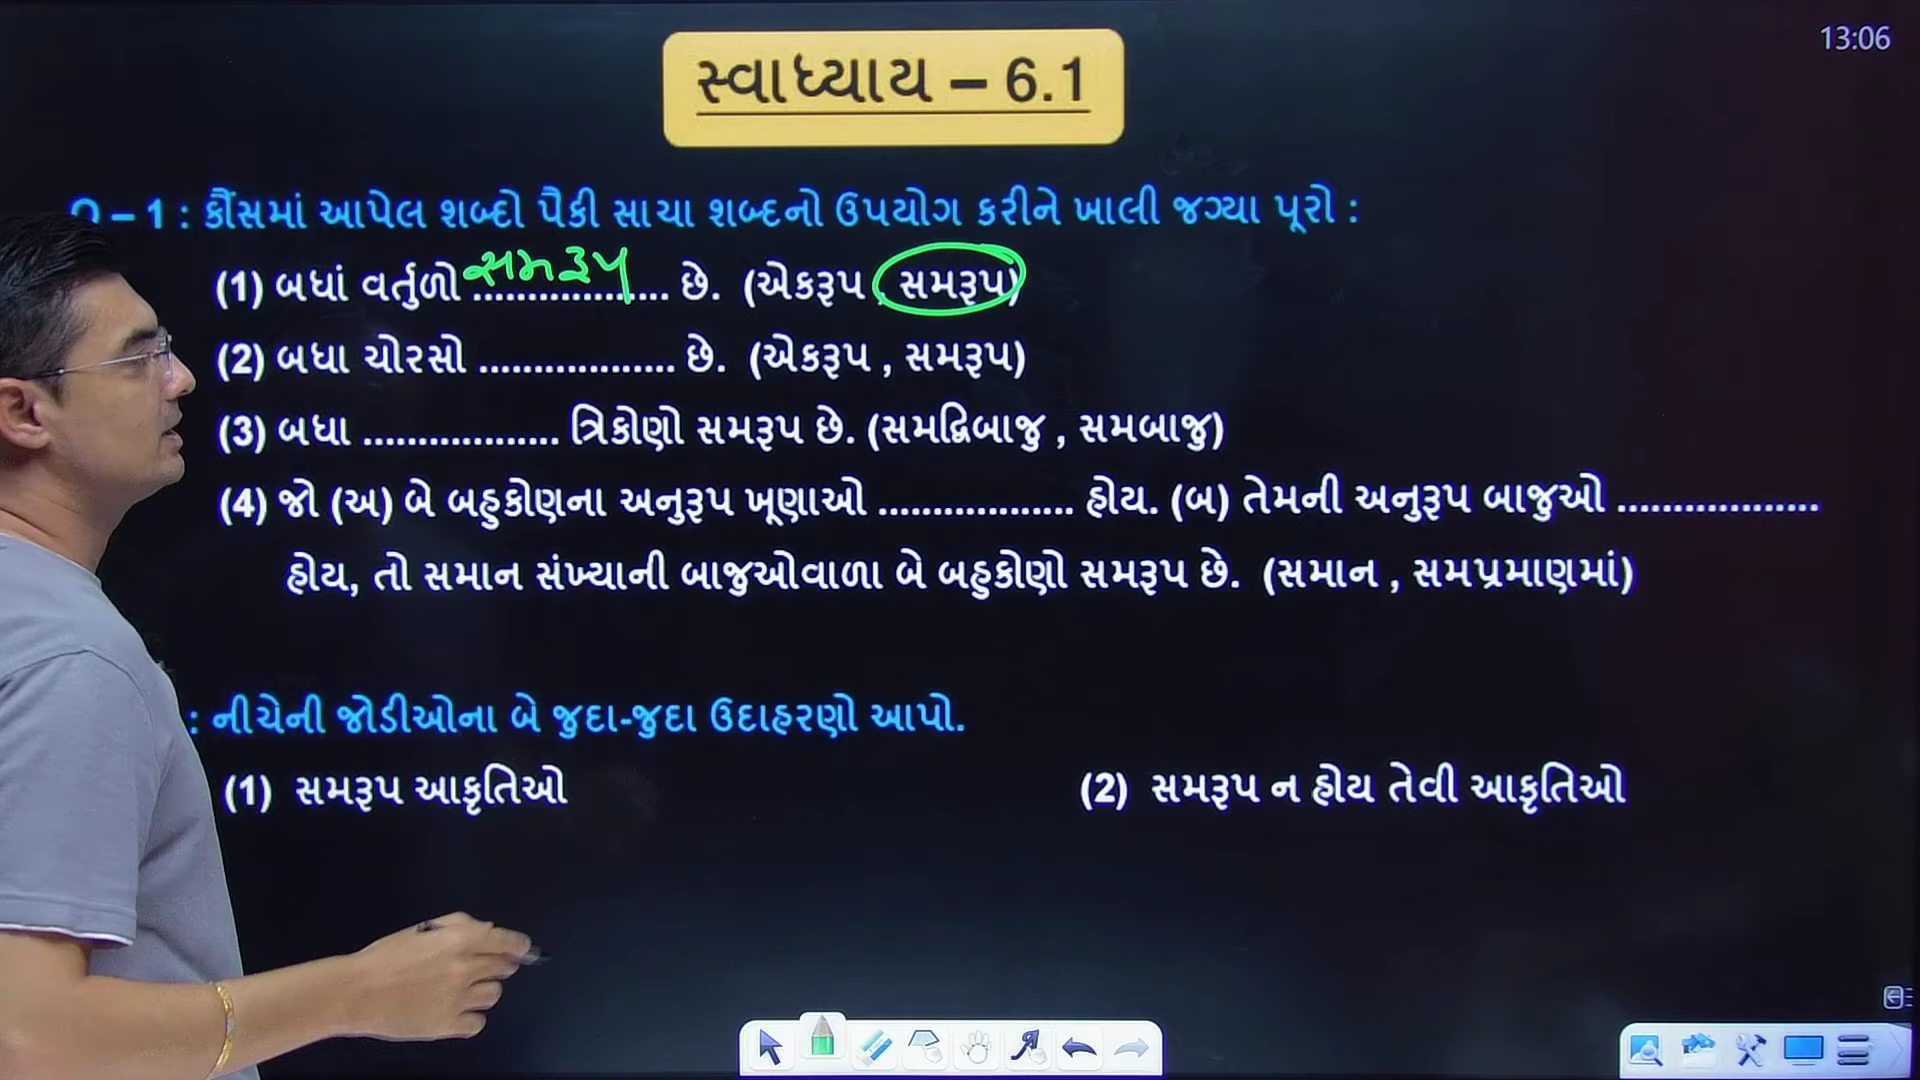 13:06
સ્વાધ્યાય – 6.1
– 1 : કૌંસમાં આપેલ શબ્દો પૈકી સાચા શબ્દનો ઉપયોગ કરીને ખાલી જગ્યા પૂરો :
(1) બધાં વર્તુળો સમરૂપ .................. છે. (એકરૂપ , સમરૂપ)
(2) બધા ચોરસો .................. છે. (એકરૂપ , સમરૂપ)
(3) બધા .................. ત્રિકોણો સમરૂપ છે. (સમદ્વિબાજુ , સમબાજુ)
(4) જો (અ) બે બહુકોણના અનુરૂપ ખૂણાઓ .................. હોય. (બ) તેમની અનુરૂપ બાજુઓ ..................
હોય, તો સમાન સંખ્યાની બાજુઓવાળા બે બહુકોણો સમરૂપ છે. (સમાન , સમપ્રમાણમાં)
: નીચેની જોડીઓના બે જુદા-જુદા ઉદાહરણો આપો.
(1) સમરૂપ આકૃતિઓ
(2) સમરૂપ ન હોય તેવી આકૃતિઓ